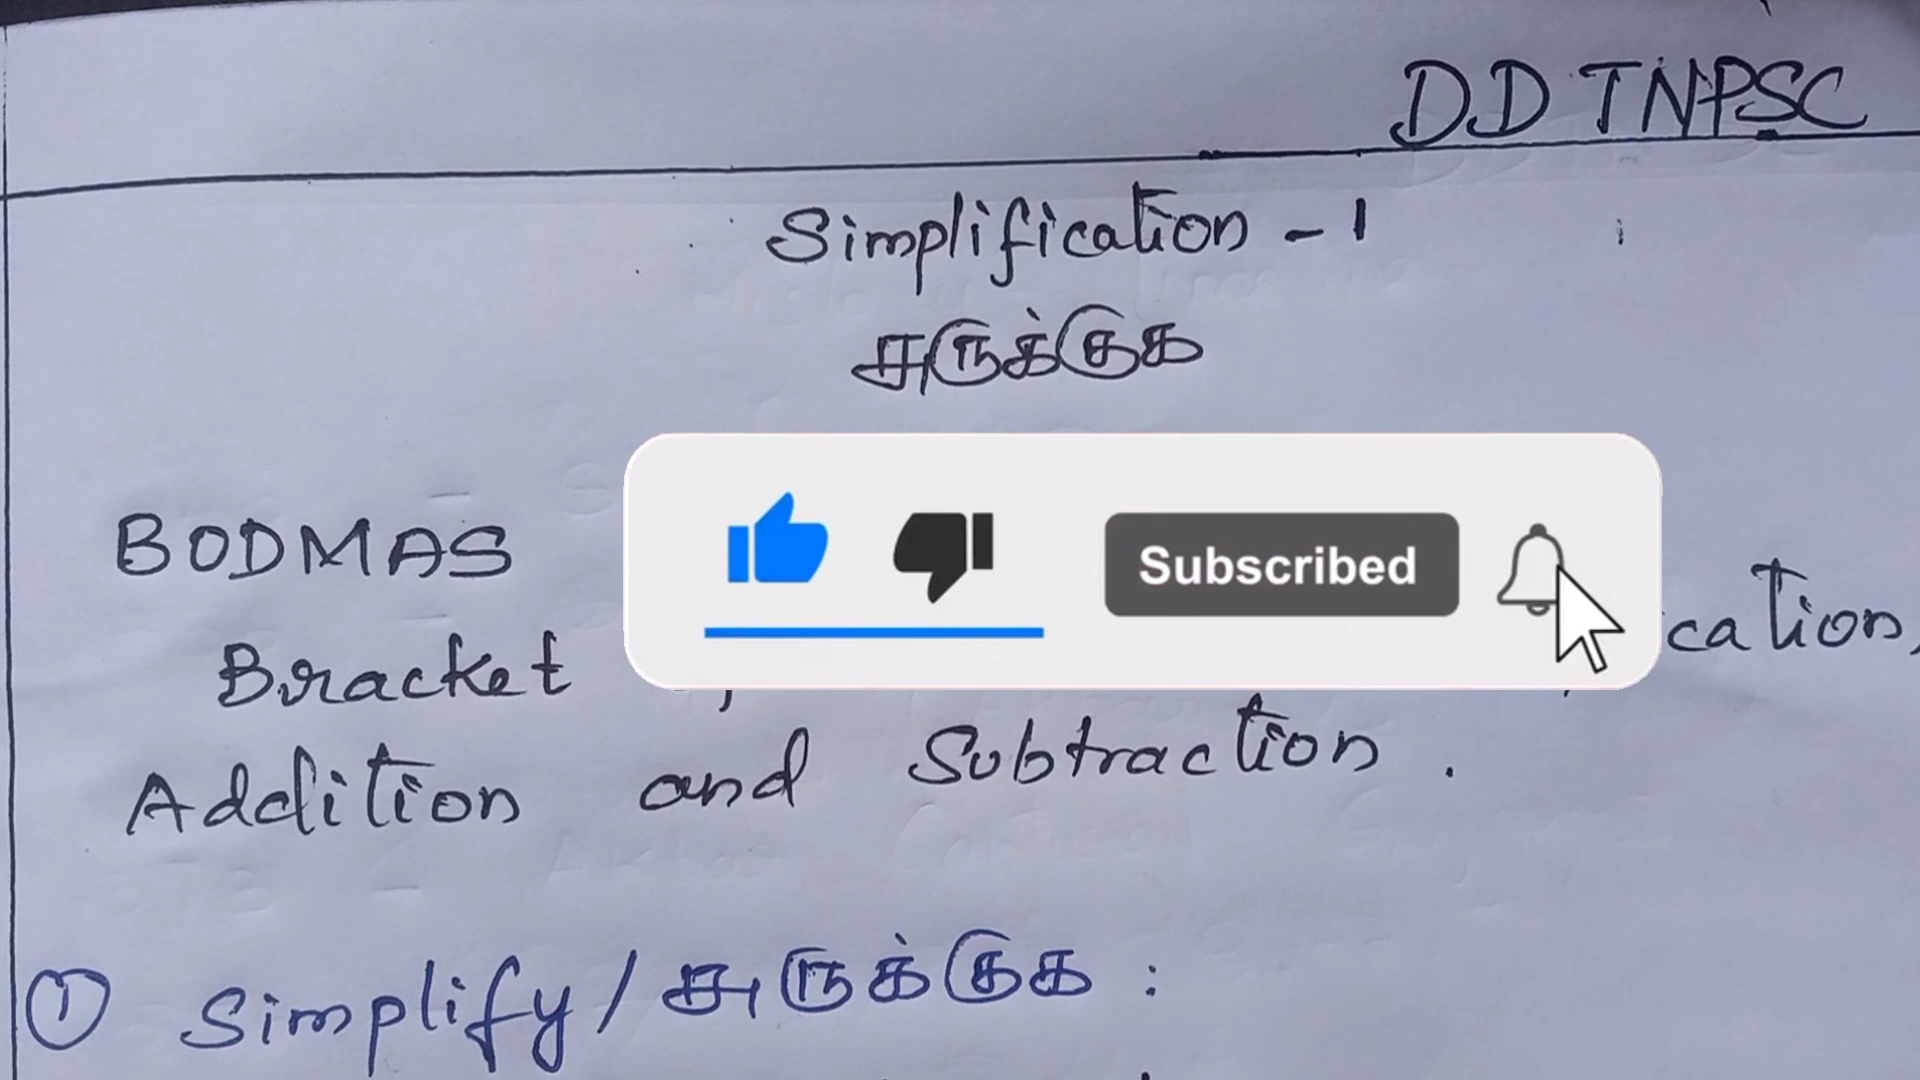 DD TNPSC
Simplification - 1
சுருக்குக
BODMAS
Subscribed
Bracket cation,
Addition and Subtraction.
① Simplify / சுருக்குக :